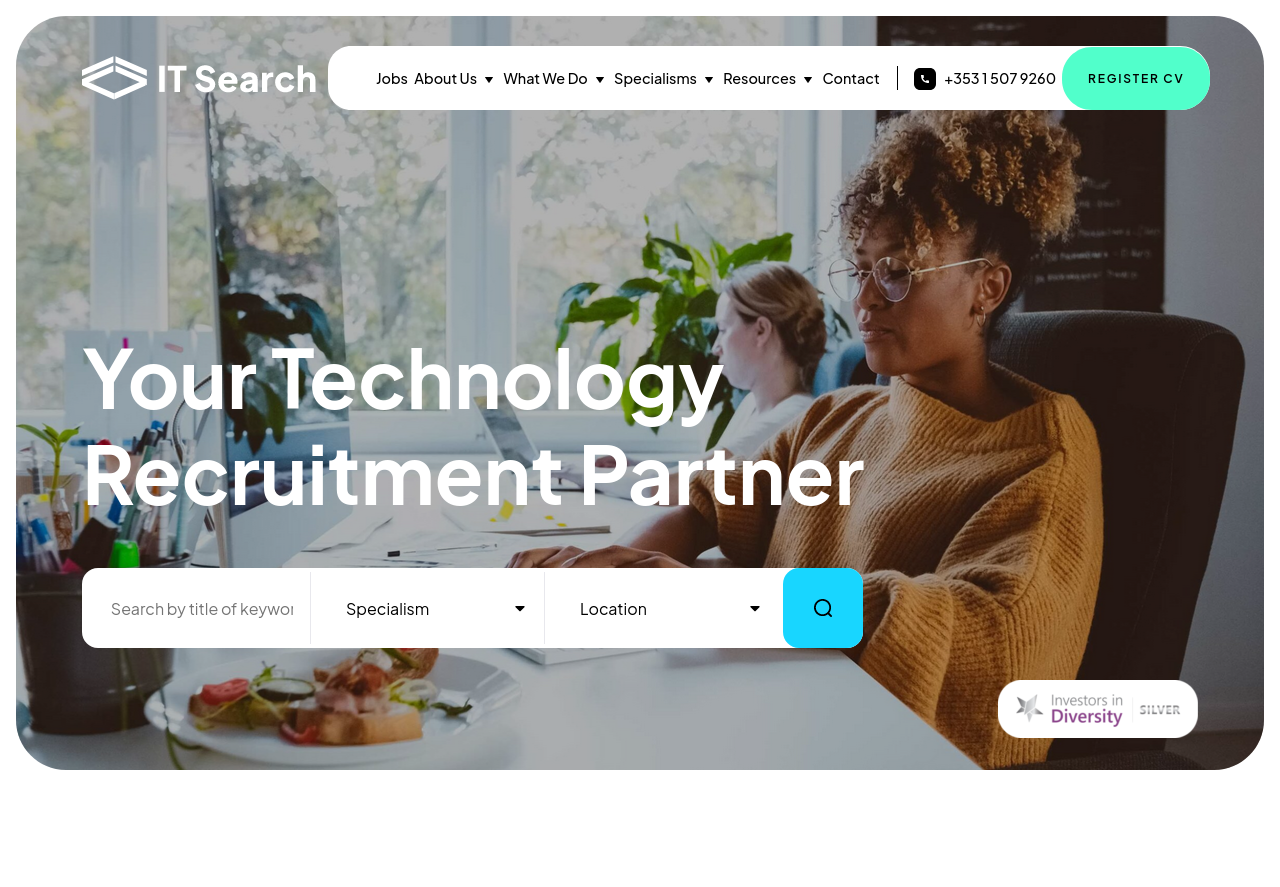 IT Search
Jobs About Us What We Do Specialisms Resources Contact +353 1 507 9260 REGISTER CV
Your Technology
Recruitment Partner
Search by title of keywor
Specialism
Location
Investors in
Diversity
SILVER